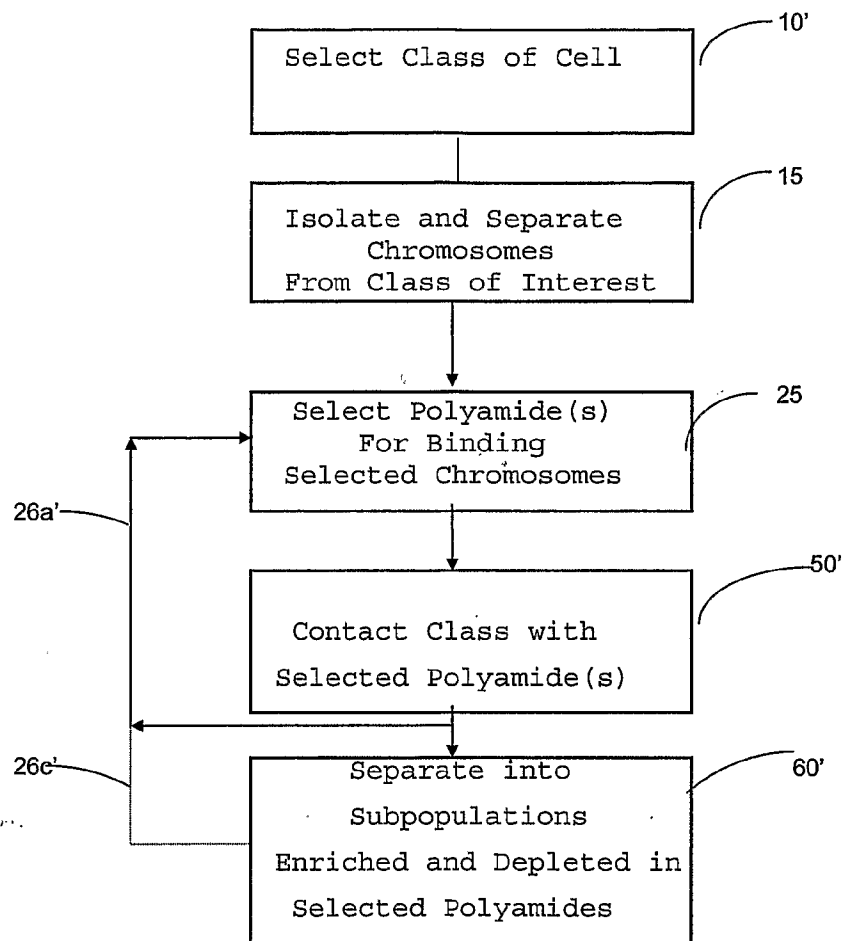 10'
Select Class of Cell
15
Isolate and Separate
Chromosomes
From Class of Interest
25
Select Polyamide(s)
For Binding
Selected Chromosomes
26a'
50'
Contact Class with
Selected Polyamide(s)
26c'
60'
Separate into
Subpopulations
Enriched and Depleted in
Selected Polyamides